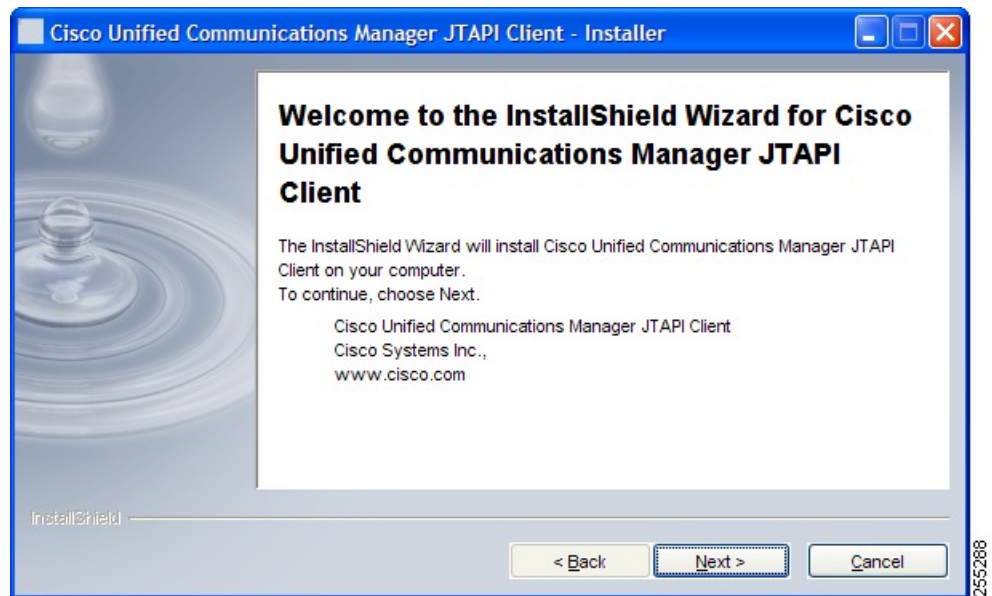 Cisco Unified Communications Manager JTAPI Client - Installer
Welcome to the InstallShield Wizard for Cisco
Unified Communications Manager JTAPI
Client
The InstallShield Wizard will install Cisco Unified Communications Manager JTAPI
Client on your computer.
To continue, choose Next.
Cisco Unified Communications Manager JTAPI Client
Cisco Systems Inc.,
www.cisco.com
InstallShield
< Back
Next >
Cancel
255288